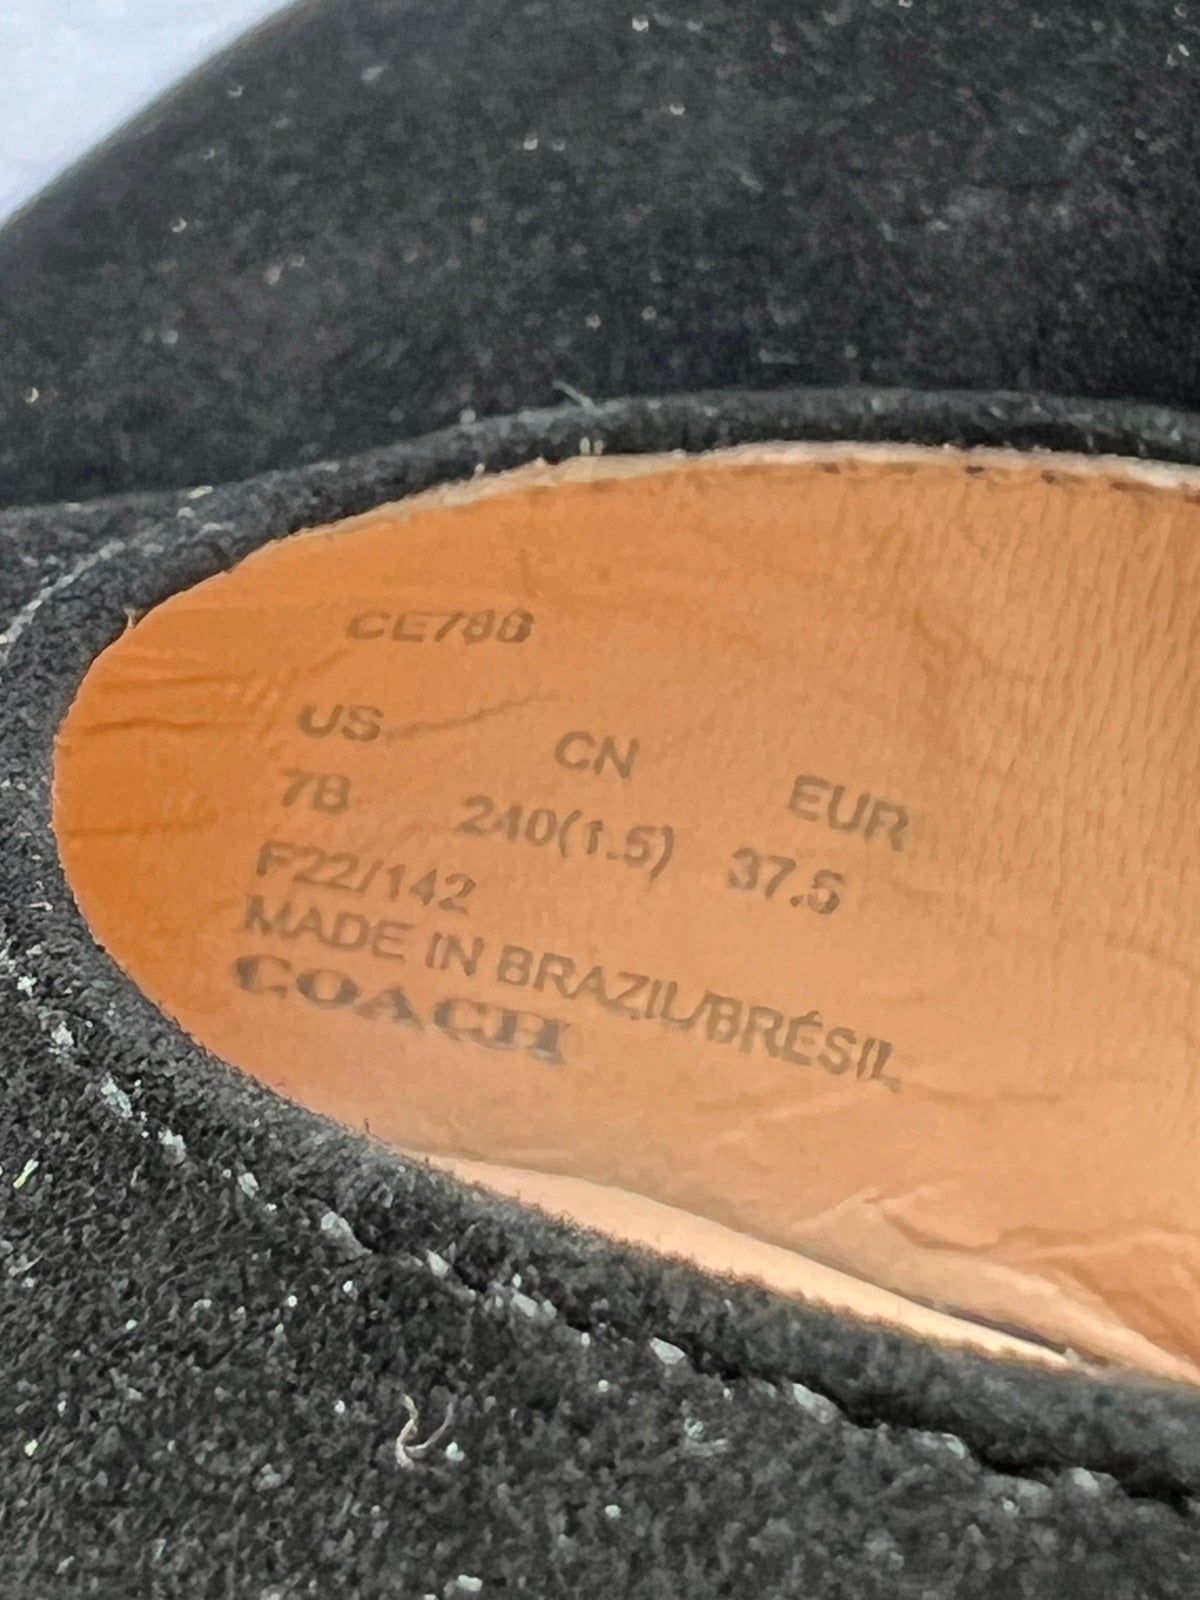 CE788
US CN EUR
7B 240(1.5) 37.5
F22/142
MADE IN BRAZIL/BRÉSIL
COACH